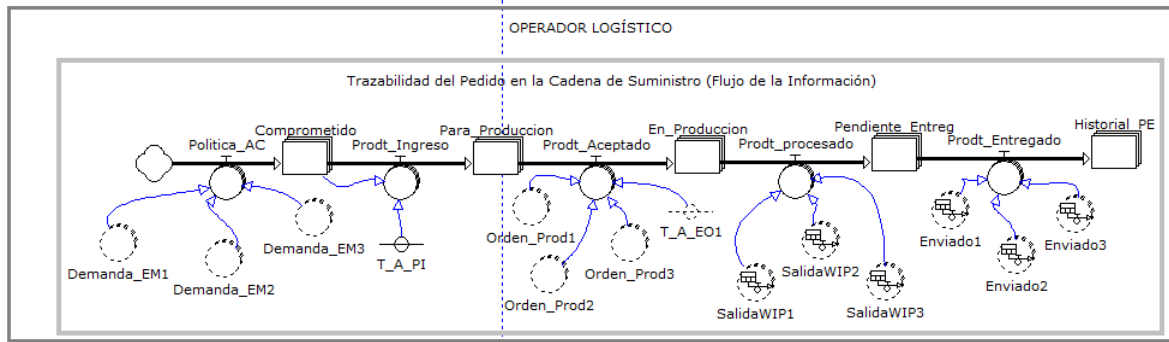 OPERADOR LOGÍSTICO
Trazabilidad del Pedido en la Cadena de Suministro (Flujo de la Información)
Politica_AC
Comprometido
Prodt_Ingreso
Para_Produccion
Prodt_Aceptado
En_Produccion
Prodt_procesado
Pendiente_Entreg
Prodt_Entregado
Historial_PE
Demanda_EM1
Demanda_EM2
Demanda_EM3
T_A_PI
Orden_Prod1
Orden_Prod2
Orden_Prod3
T_A_EO1
SalidaWIP1
SalidaWIP2
SalidaWIP3
Enviado1
Enviado2
Enviado3